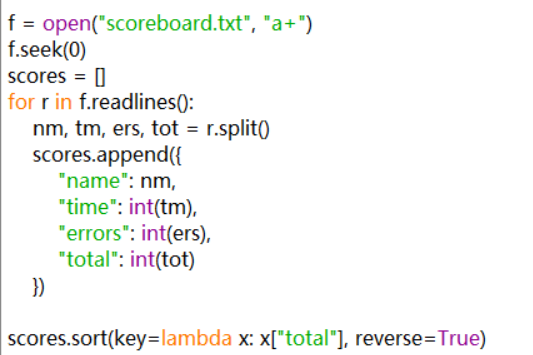 f = open("scoreboard.txt", "a+")
f.seek(0)
scores = []
for r in f.readlines():
    nm, tm, ers, tot = r.split()
    scores.append({
        "name": nm,
        "time": int(tm),
        "errors": int(ers),
        "total": int(tot)
    })

scores.sort(key=lambda x: x["total"], reverse=True)